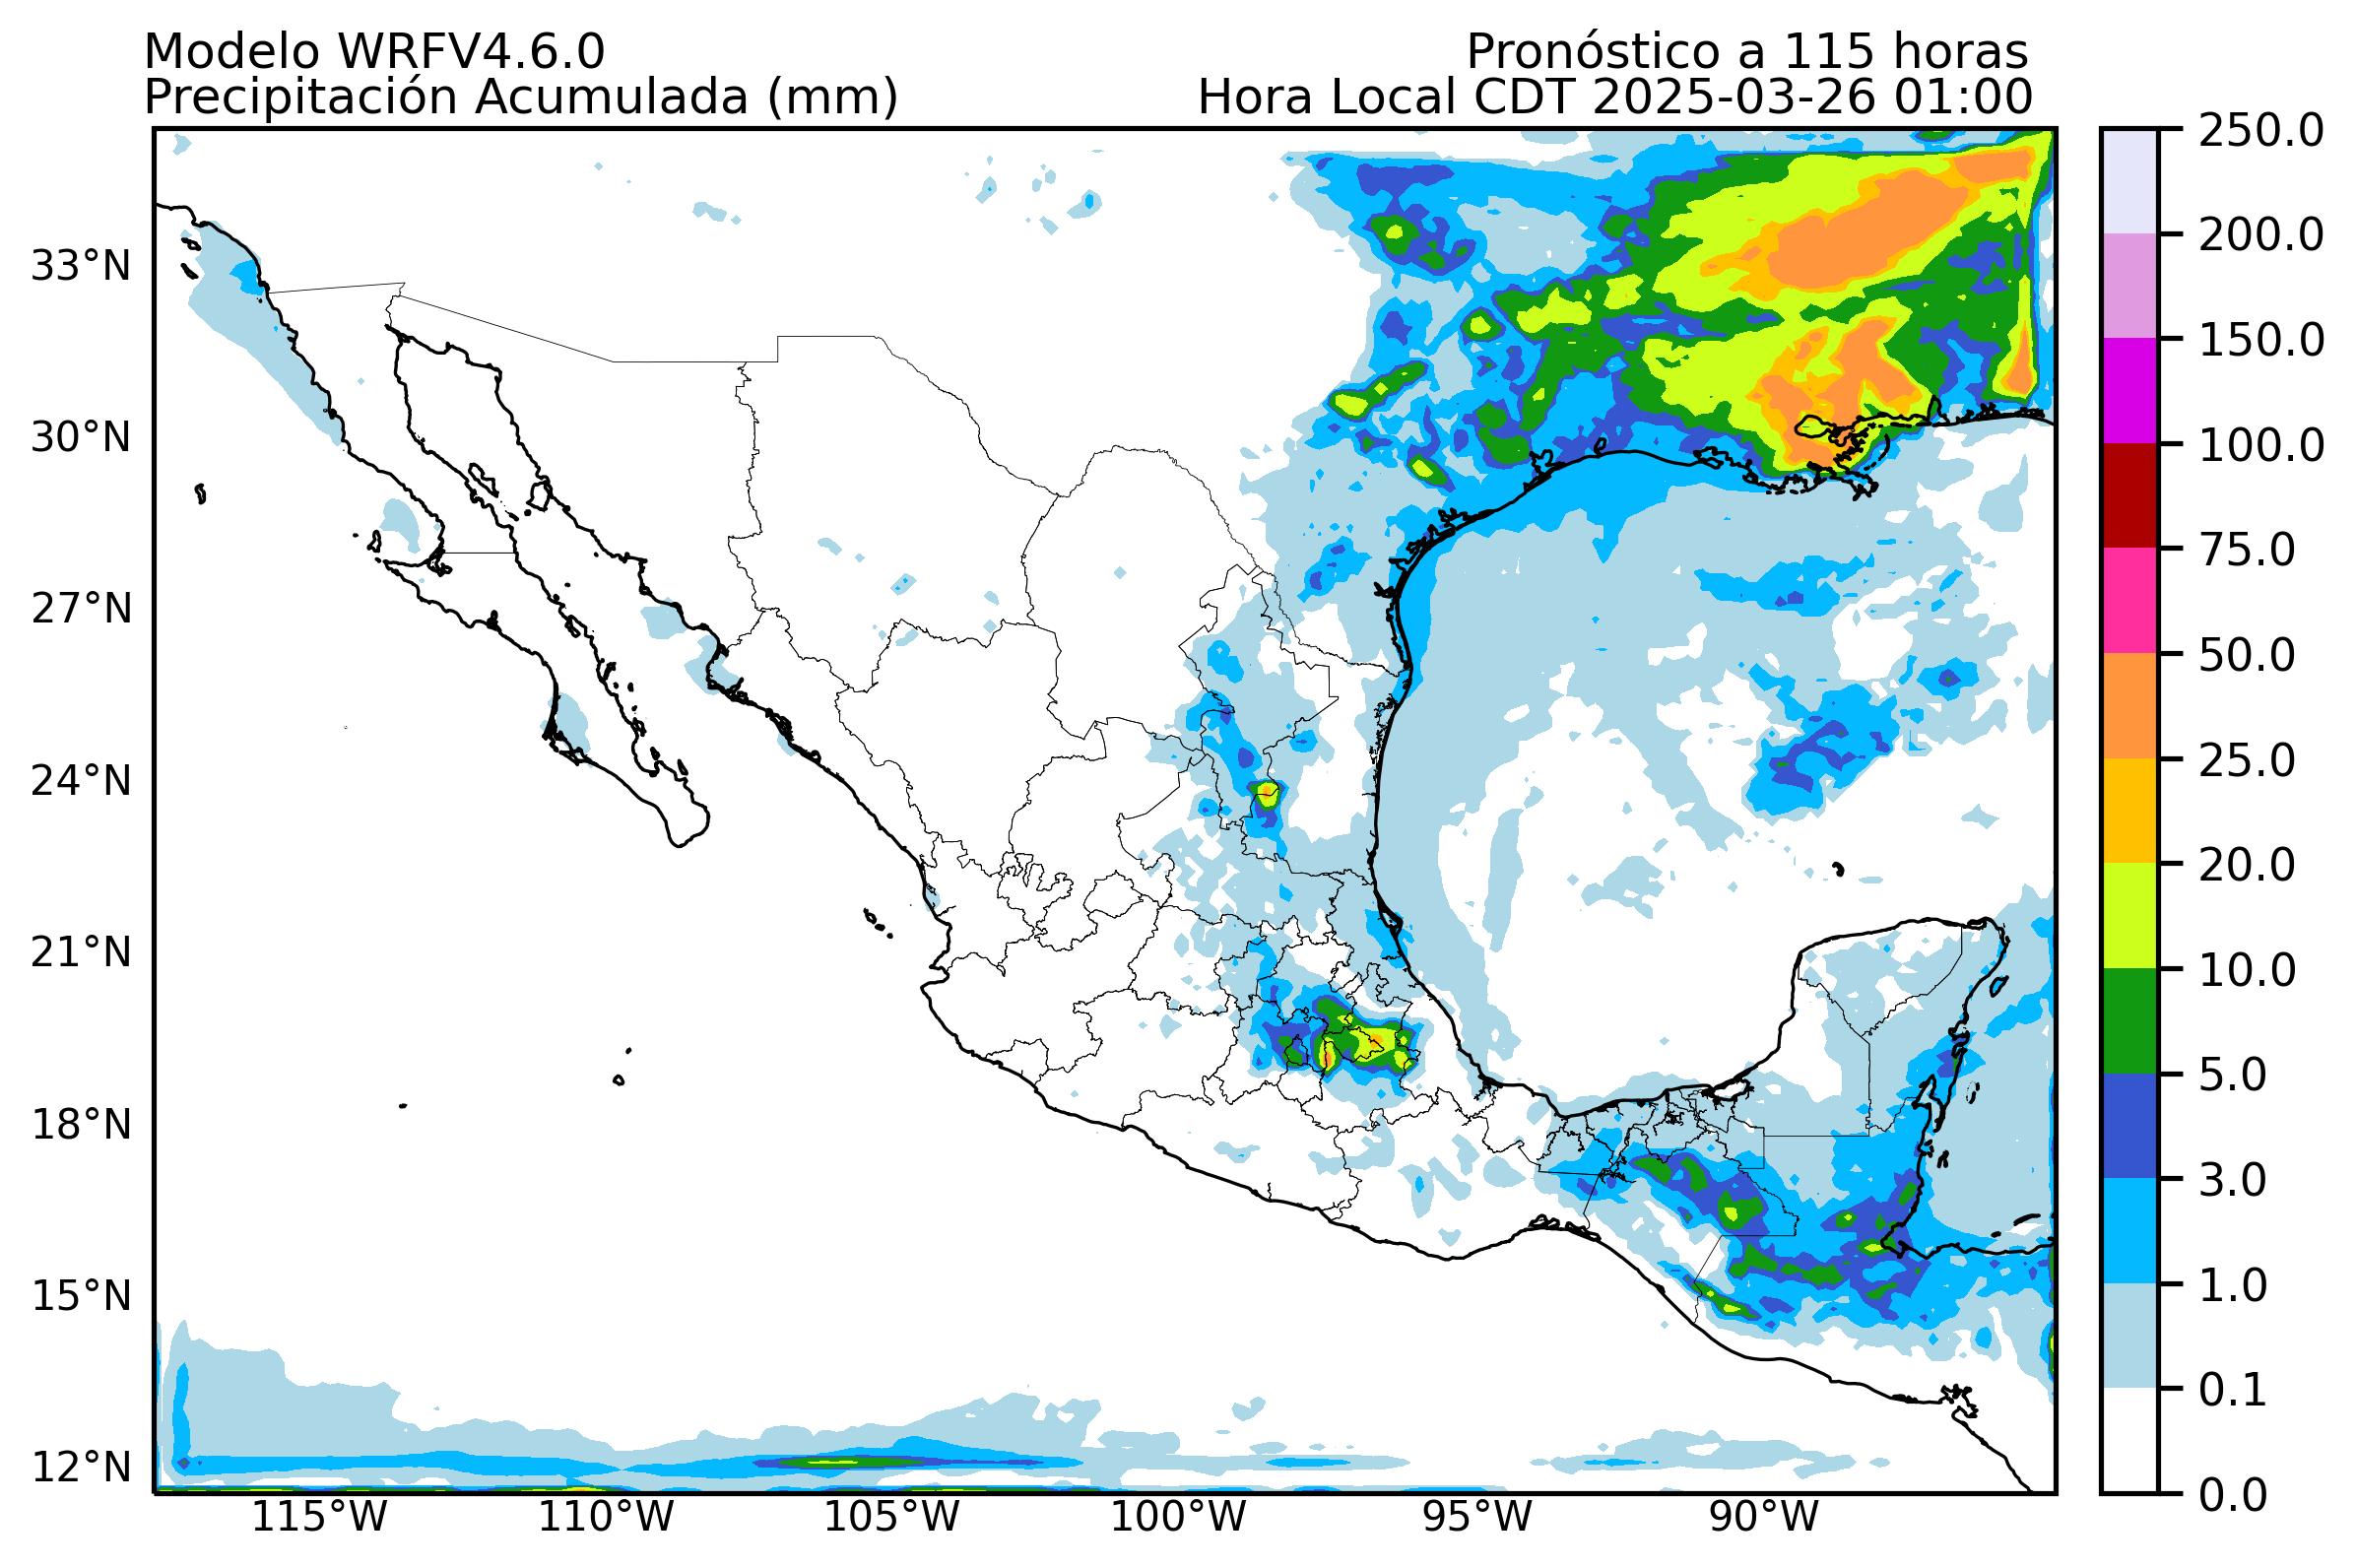 Modelo WRFV4.6.0
Pronóstico a 115 horas
Precipitación Acumulada (mm)
Hora Local CDT 2025-03-26 01:00
33°N
30°N
27°N
24°N
21°N
18°N
15°N
12°N
115°W
110°W
105°W
100°W
95°W
90°W
250.0
200.0
150.0
100.0
75.0
50.0
25.0
20.0
10.0
5.0
3.0
1.0
0.1
0.0